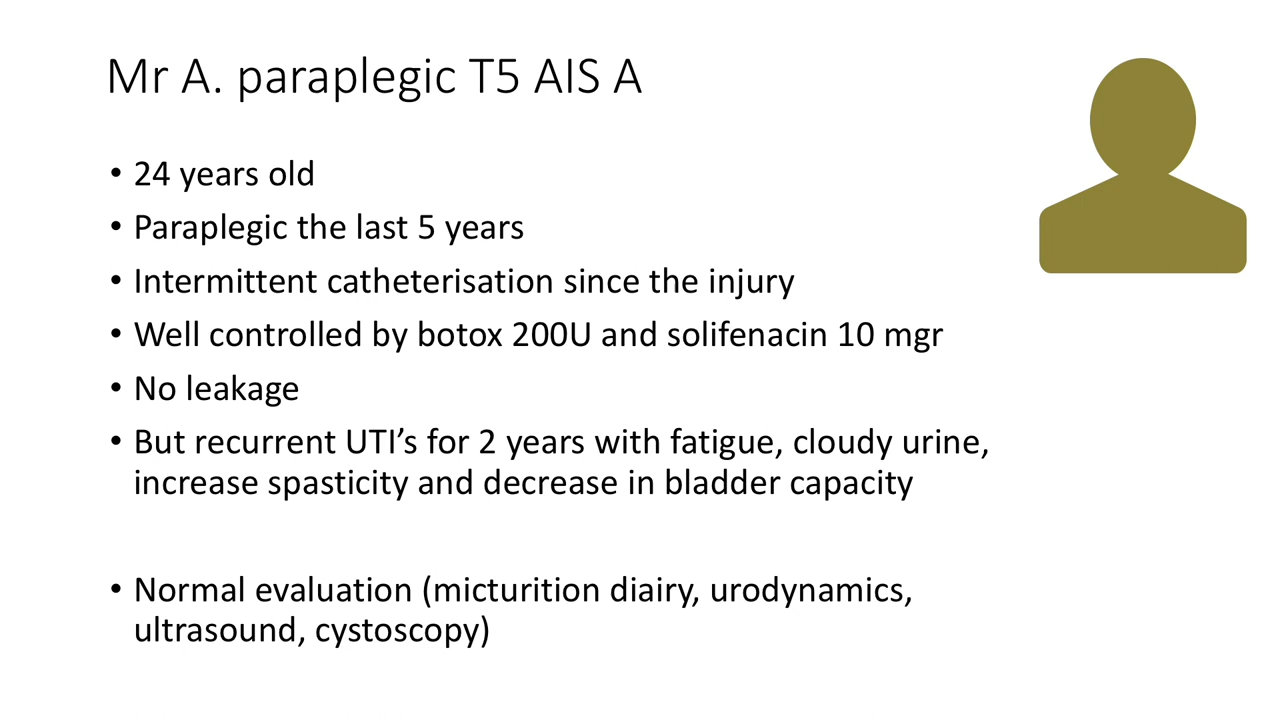 Mr A. paraplegic T5 AIS A
• 24 years old
• Paraplegic the last 5 years
• Intermittent catheterisation since the injury
• Well controlled by botox 200U and solifenacin 10 mgr
• No leakage
• But recurrent UTI’s for 2 years with fatigue, cloudy urine,
increase spasticity and decrease in bladder capacity
• Normal evaluation (micturition diairy, urodynamics,
ultrasound, cystoscopy)